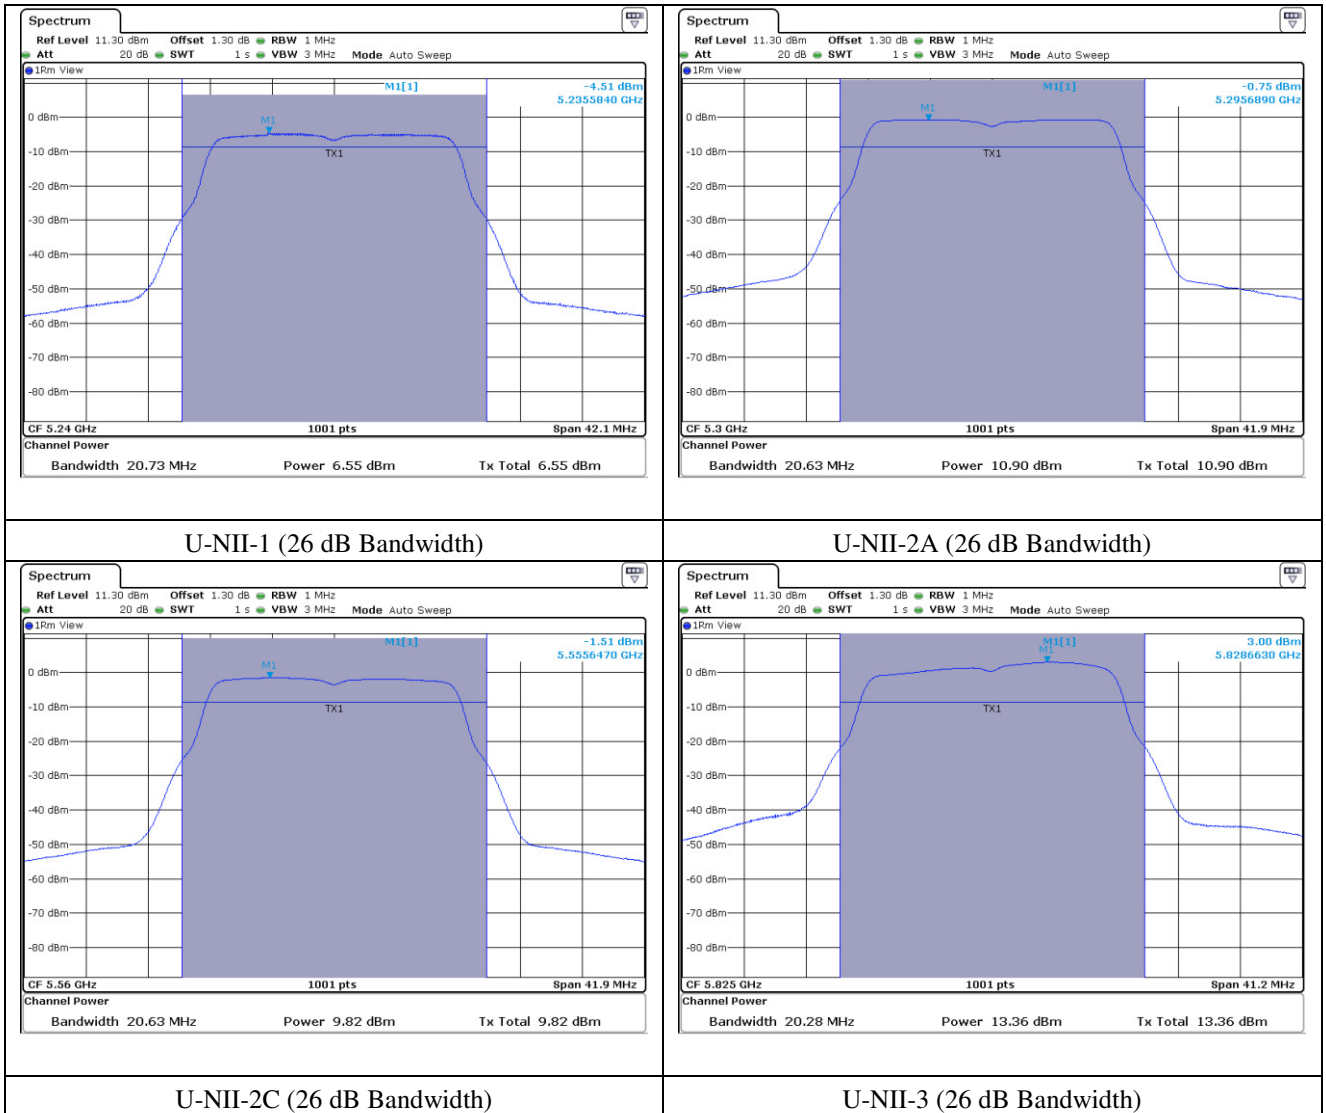 Spectrum
Ref Level 11.30 dBm Offset 1.30 dB RBW 1 MHz
Att 20 dB SWT 1 s VBW 3 MHz Mode Auto Sweep
1Rm View
M1[1] -4.51 dBm
5.2355840 GHz
0 dBm
M1
-10 dBm
TX1
-20 dBm
-30 dBm
-40 dBm
-50 dBm
-60 dBm
-70 dBm
-80 dBm
CF 5.24 GHz 1001 pts Span 42.1 MHz
Channel Power
Bandwidth 20.73 MHz Power 6.55 dBm Tx Total 6.55 dBm
U-NII-1 (26 dB Bandwidth)
Spectrum
Ref Level 11.30 dBm Offset 1.30 dB RBW 1 MHz
Att 20 dB SWT 1 s VBW 3 MHz Mode Auto Sweep
1Rm View
M1[1] -0.75 dBm
5.2956890 GHz
M1
0 dBm
-10 dBm
TX1
-20 dBm
-30 dBm
-40 dBm
-50 dBm
-60 dBm
-70 dBm
-80 dBm
CF 5.3 GHz 1001 pts Span 41.9 MHz
Channel Power
Bandwidth 20.63 MHz Power 10.90 dBm Tx Total 10.90 dBm
U-NII-2A (26 dB Bandwidth)
Spectrum
Ref Level 11.30 dBm Offset 1.30 dB RBW 1 MHz
Att 20 dB SWT 1 s VBW 3 MHz Mode Auto Sweep
1Rm View
M1[1] -1.51 dBm
5.5556470 GHz
M1
0 dBm
-10 dBm
TX1
-20 dBm
-30 dBm
-40 dBm
-50 dBm
-60 dBm
-70 dBm
-80 dBm
CF 5.56 GHz 1001 pts Span 41.9 MHz
Channel Power
Bandwidth 20.63 MHz Power 9.82 dBm Tx Total 9.82 dBm
U-NII-2C (26 dB Bandwidth)
Spectrum
Ref Level 11.30 dBm Offset 1.30 dB RBW 1 MHz
Att 20 dB SWT 1 s VBW 3 MHz Mode Auto Sweep
1Rm View
M1[1] 3.00 dBm
M1
5.8286630 GHz
0 dBm
-10 dBm
TX1
-20 dBm
-30 dBm
-40 dBm
-50 dBm
-60 dBm
-70 dBm
-80 dBm
CF 5.825 GHz 1001 pts Span 41.2 MHz
Channel Power
Bandwidth 20.28 MHz Power 13.36 dBm Tx Total 13.36 dBm
U-NII-3 (26 dB Bandwidth)